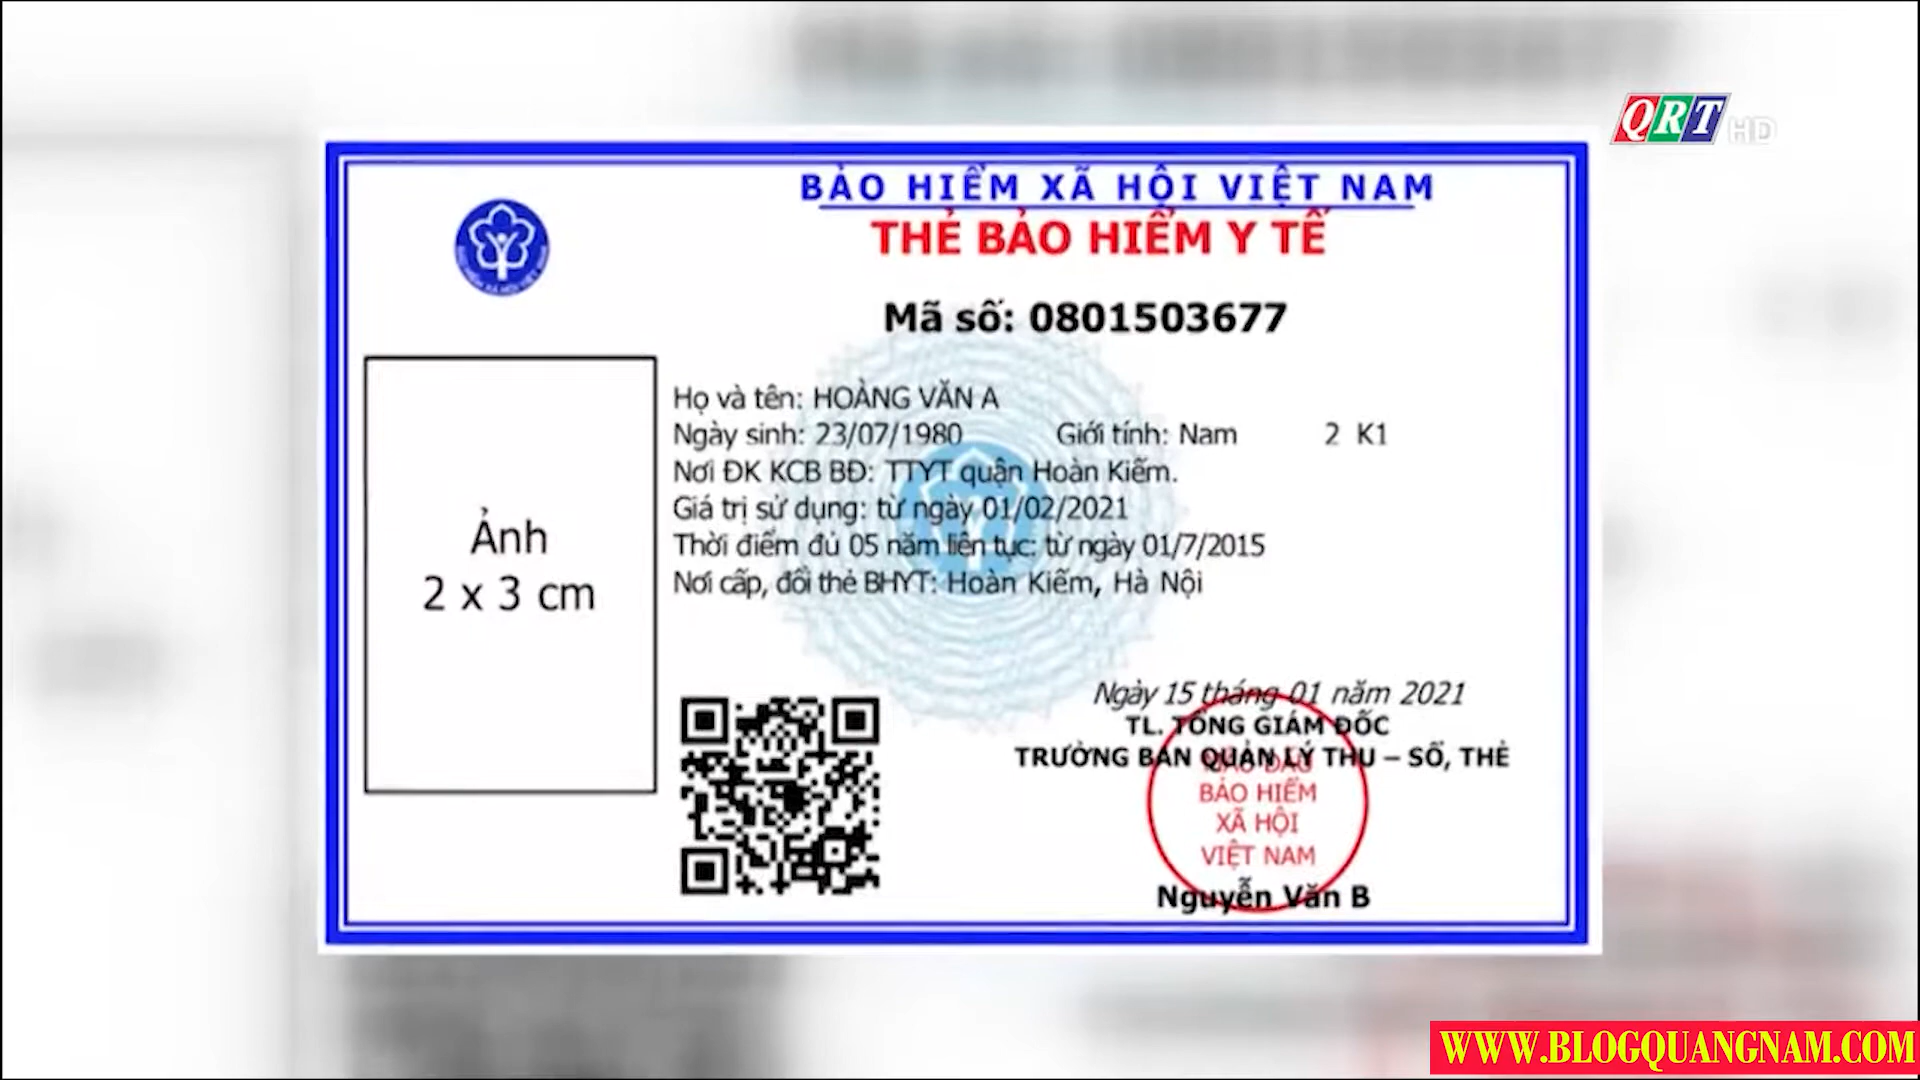 QRT HD
BẢO HIỂM XÃ HỘI VIỆT NAM
THẺ BẢO HIỂM Y TẾ
Mã số: 0801503677
Họ và tên: HOÀNG VĂN A
Ngày sinh: 23/07/1980 Giới tính: Nam 2 K1
Nơi ĐK KCB BĐ: TTYT quận Hoàn Kiếm.
Giá trị sử dụng: từ ngày 01/02/2021
Thời điểm đủ 05 năm liên tục: từ ngày 01/7/2015
Nơi cấp, đổi thẻ BHYT: Hoàn Kiếm, Hà Nội
Ảnh
2 x 3 cm
Ngày 15 tháng 01 năm 2021
TL. TỔNG GIÁM ĐỐC
TRƯỞNG BAN QUẢN LÝ THU – SỔ, THẺ
BẢO HIỂM
XÃ HỘI
VIỆT NAM
Nguyễn Văn B
WWW.BLOGQUANGNAM.COM